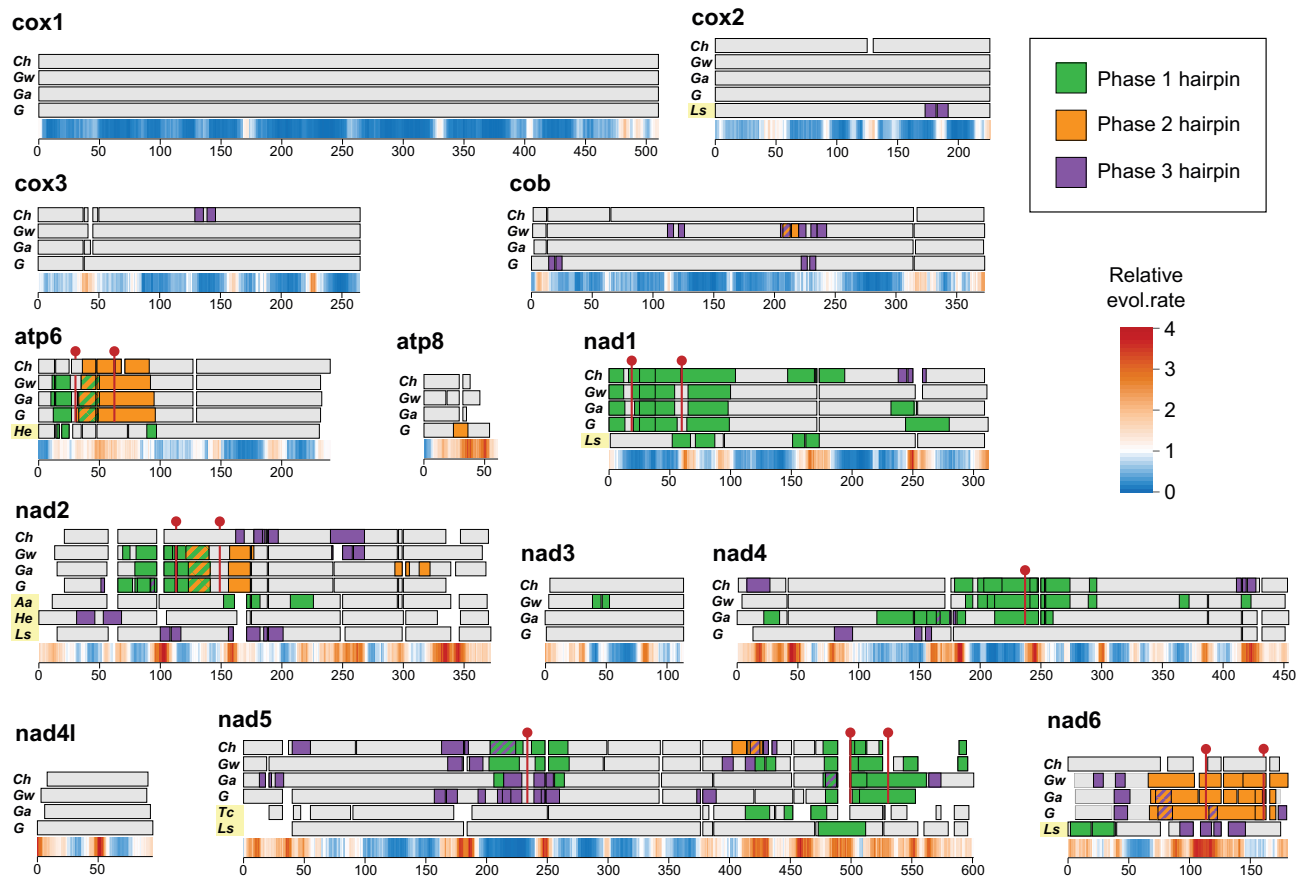 cox1
Ch
Gw
Ga
G
0 50 100 150 200 250 300 350 400 450 500
cox2
Ch
Gw
Ga
G
Ls
0 50 100 150 200
Phase 1 hairpin
Phase 2 hairpin
Phase 3 hairpin
cox3
Ch
Gw
Ga
G
0 50 100 150 200 250
cob
Ch
Gw
Ga
G
0 50 100 150 200 250 300 350
Relative
evol.rate
4
3
2
1
0
atp6
Ch
Gw
Ga
G
He
0 50 100 150 200
atp8
Ch
Gw
Ga
G
0 50
nad1
Ch
Gw
Ga
G
Ls
0 50 100 150 200 250 300
nad2
Ch
Gw
Ga
G
Aa
He
Ls
0 50 100 150 200 250 300 350
nad3
Ch
Gw
Ga
G
0 50 100
nad4
Ch
Gw
Ga
G
0 50 100 150 200 250 300 350 400 450
nad4l
Ch
Gw
Ga
G
0 50
nad5
Ch
Gw
Ga
G
Tc
Ls
0 50 100 150 200 250 300 350 400 450 500 550 600
nad6
Ch
Gw
Ga
G
Ls
0 50 100 150